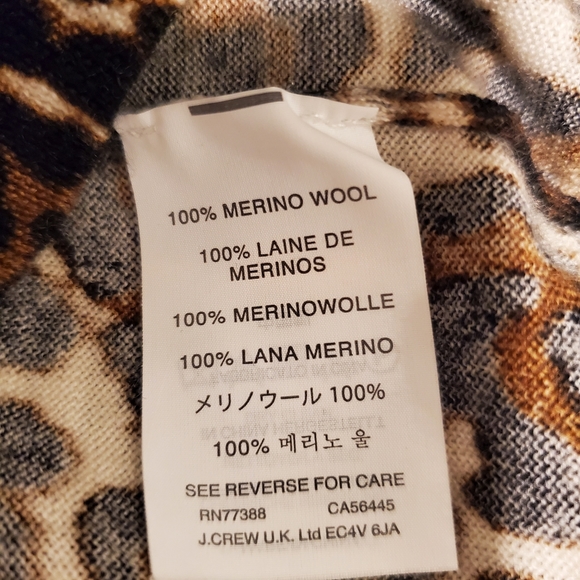 100% MERINO WOOL
100% LAINE DE
MERINOS
100% MERINOWOLLE
100% LANA MERINO
メリノウール 100%
100% 메리노 울
SEE REVERSE FOR CARE
RN77388 CA56445
J.CREW U.K. Ltd EC4V 6JA